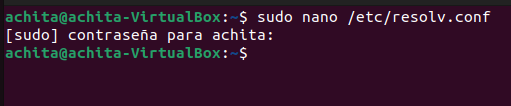 achita@achita-VirtualBox:~$ sudo nano /etc/resolv.conf
[sudo] contraseña para achita:
achita@achita-VirtualBox:~$